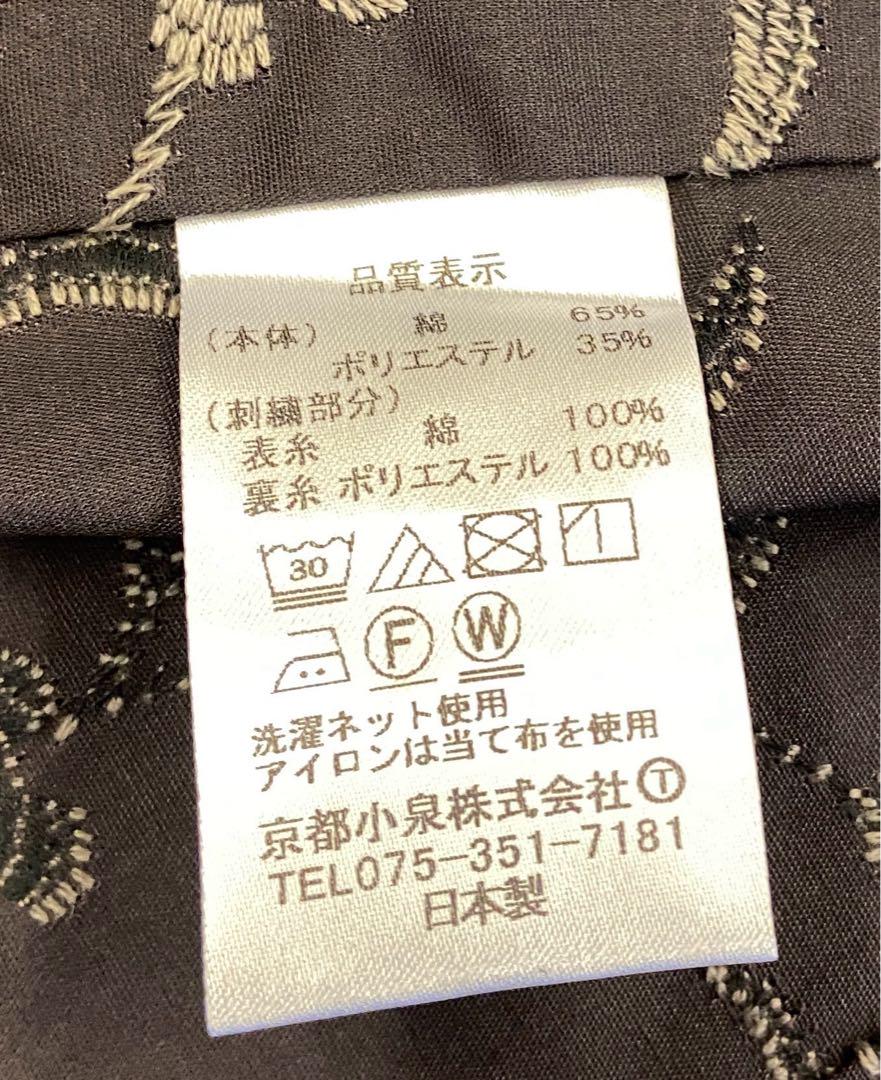 品質表示
(本体) 綿 65%
ポリエステル 35%
(刺繍部分)
表糸 綿 100%
裏糸 ポリエステル 100%
30
F W
洗濯ネット使用
アイロンは当て布を使用
京都小泉株式会社Ⓣ
TEL075-351-7181
日本製